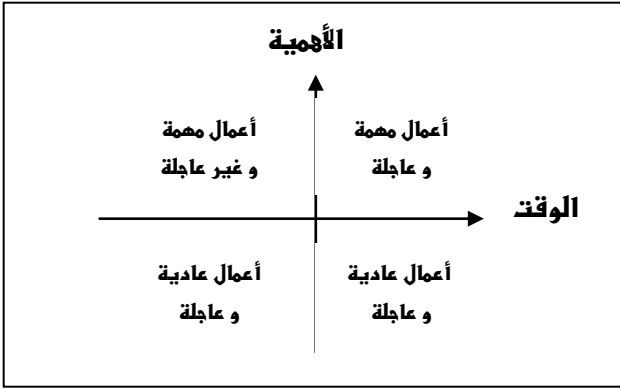 الأهمية
أعمال مهمة
و عاجلة
أعمال مهمة
و غير عاجلة
الوقت
أعمال عادية
و عاجلة
أعمال عادية
و عاجلة